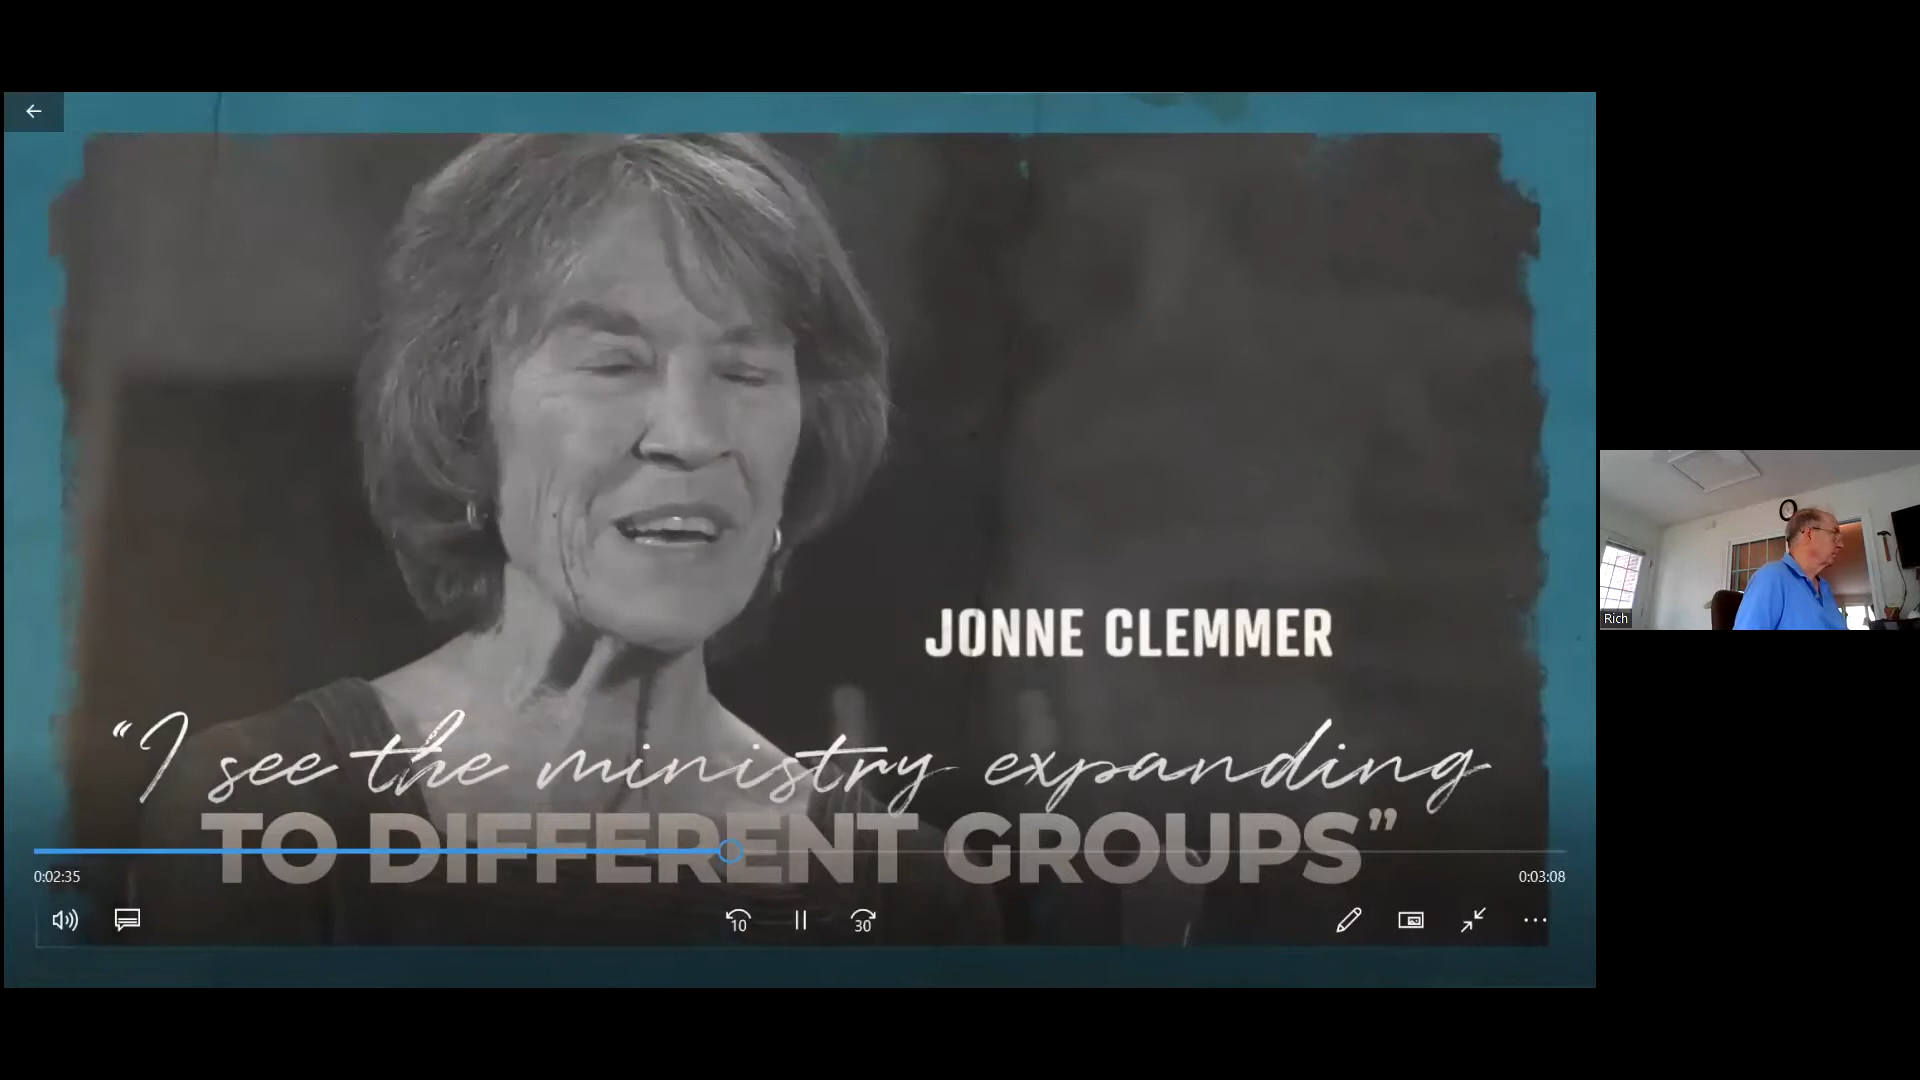 JONNE CLEMMER
“I see the ministry expanding
TO DIFFERENT GROUPS”
0:02:35
0:03:08
10
30
Rich